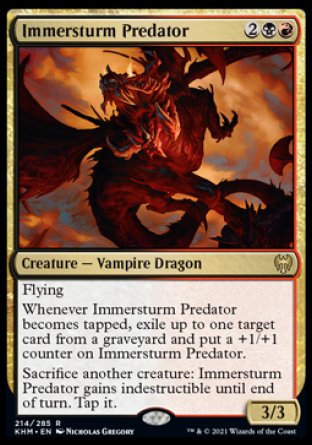 Immersturm Predator 2
Creature — Vampire Dragon
Flying
Whenever Immersturm Predator
becomes tapped, exile up to one target
card from a graveyard and put a +1/+1
counter on Immersturm Predator.
Sacrifice another creature: Immersturm
Predator gains indestructible until
end of turn. Tap it.
3/3
214/285 R
KHM • EN NICHOLAS GREGORY
™ & © 2021 Wizards of the Coast